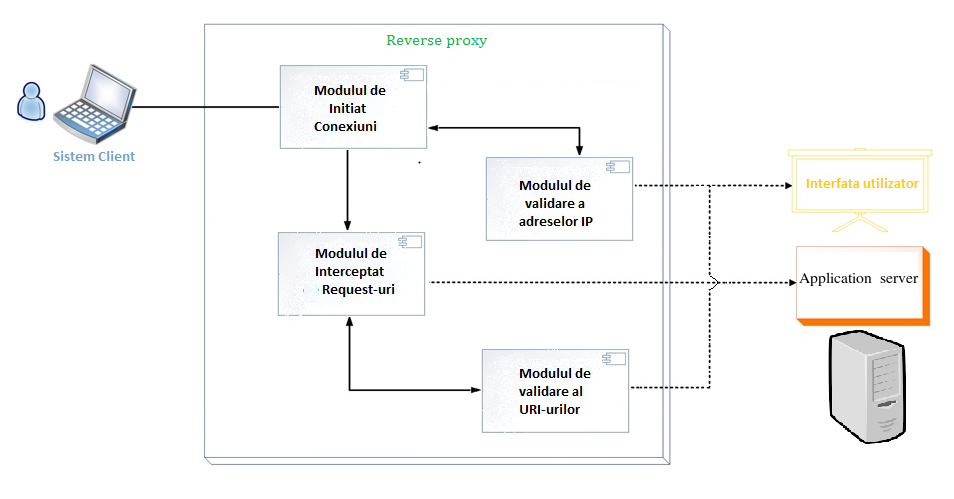 Reverse proxy
Modulul de
Initiat
Conexiuni
Sistem Client
Modulul de
validare a
adreselor IP
Interfata utilizator
Modulul de
Interceptat
Request-uri
Application server
Modulul de
validare al
URI-urilor